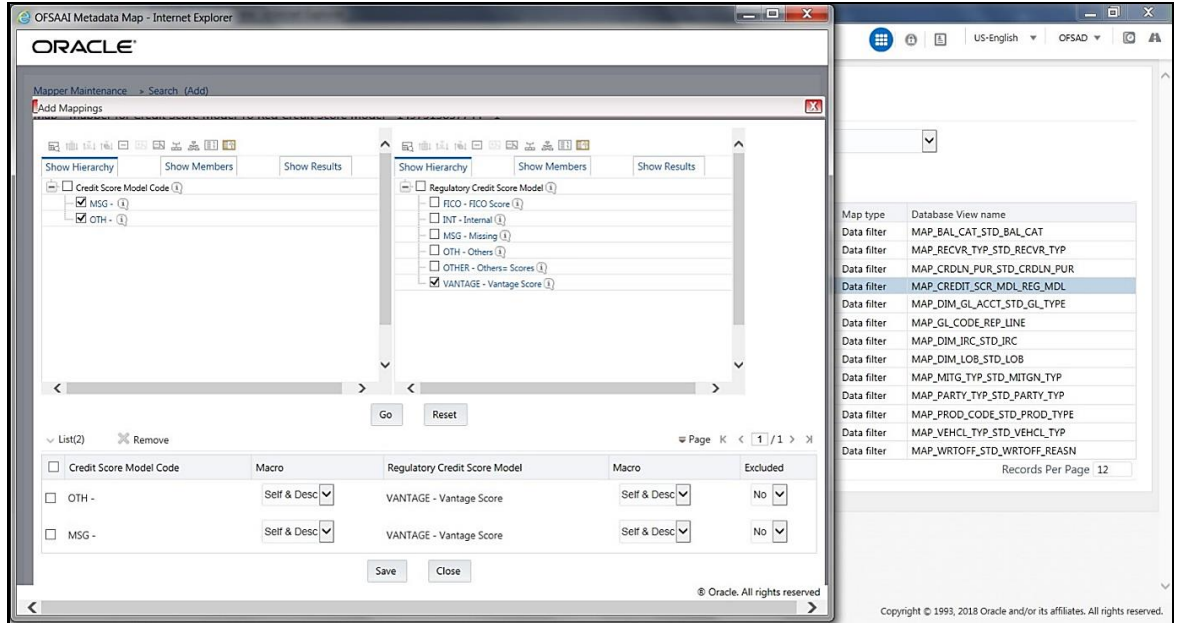 OFSAAI Metadata Map - Internet Explorer
ORACLE®
US-English OFSAD
Mapper Maintenance » Search (Add)
Add Mappings
Show Hierarchy Show Members Show Results
Credit Score Model Code
MSG -
OTH -
Show Hierarchy Show Members Show Results
Regulatory Credit Score Model
FICO - FICO Score
INT - Internal
MSG - Missing
OTH - Others
OTHER - Others= Scores
VANTAGE - Vantage Score
Go Reset
List(2) Remove Page 1 / 1
Credit Score Model Code Macro Regulatory Credit Score Model Macro Excluded
OTH - Self & Desc VANTAGE - Vantage Score Self & Desc No
MSG - Self & Desc VANTAGE - Vantage Score Self & Desc No
Save Close
® Oracle. All rights reserved
Map type Database View name
Data filter MAP_BAL_CAT_STD_BAL_CAT
Data filter MAP_RECVR_TYP_STD_RECVR_TYP
Data filter MAP_CRDLN_PUR_STD_CRDLN_PUR
Data filter MAP_CREDIT_SCR_MDL_REG_MDL
Data filter MAP_DIM_GL_ACCT_STD_GL_TYPE
Data filter MAP_GL_CODE_REP_LINE
Data filter MAP_DIM_IRC_STD_IRC
Data filter MAP_DIM_LOB_STD_LOB
Data filter MAP_MITG_TYP_STD_MITGN_TYP
Data filter MAP_PARTY_TYP_STD_PARTY_TYP
Data filter MAP_PROD_CODE_STD_PROD_TYPE
Data filter MAP_VEHCL_TYP_STD_VEHCL_TYP
Data filter MAP_WRTOFF_STD_WRTOFF_REASN
Records Per Page 12
Copyright © 1993, 2018 Oracle and/or its affiliates. All rights reserved.